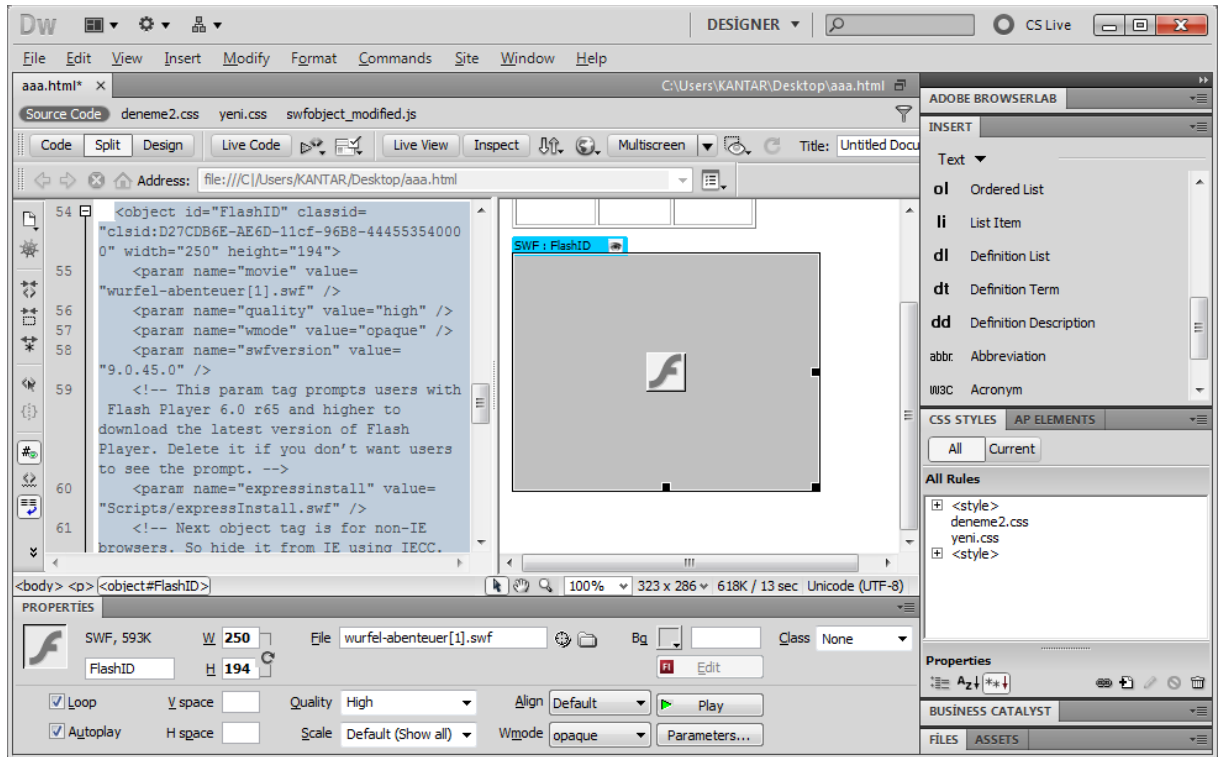 Dw DESİGNER CS Live
File Edit View Insert Modify Format Commands Site Window Help
aaa.html* × C:\Users\KANTAR\Desktop\aaa.html
Source Code deneme2.css yeni.css swfobject_modified.js
Code Split Design Live Code Live View Inspect Multiscreen Title: Untitled Docu
Address: file:///C|/Users/KANTAR/Desktop/aaa.html
54 <object id="FlashID" classid=
"clsid:D27CDB6E-AE6D-11cf-96B8-44455354000
0" width="250" height="194">
55 <param name="movie" value=
"wurfel-abenteuer[1].swf" />
56 <param name="quality" value="high" />
57 <param name="wmode" value="opaque" />
58 <param name="swfversion" value=
"9.0.45.0" />
59 <!-- This param tag prompts users with
Flash Player 6.0 r65 and higher to
download the latest version of Flash
Player. Delete it if you don't want users
to see the prompt. -->
60 <param name="expressinstall" value=
"Scripts/expressInstall.swf" />
61 <!-- Next object tag is for non-IE
browsers. So hide it from IE using IECC.
SWF : FlashID
<body> <p> <object#FlashID> 100% 323 x 286 618K / 13 sec Unicode (UTF-8)
PROPERTİES
SWF, 593K W 250 File wurfel-abenteuer[1].swf Bg Class None
FlashID H 194 Edit
Loop V space Quality High Align Default Play
Autoplay H space Scale Default (Show all) Wmode opaque Parameters...
ADOBE BROWSERLAB
INSERT
Text
ol Ordered List
li List Item
dl Definition List
dt Definition Term
dd Definition Description
abbr. Abbreviation
W3C Acronym
CSS STYLES AP ELEMENTS
All Current
All Rules
<style>
deneme2.css
yeni.css
<style>
Properties
BUSİNESS CATALYST
FİLES ASSETS